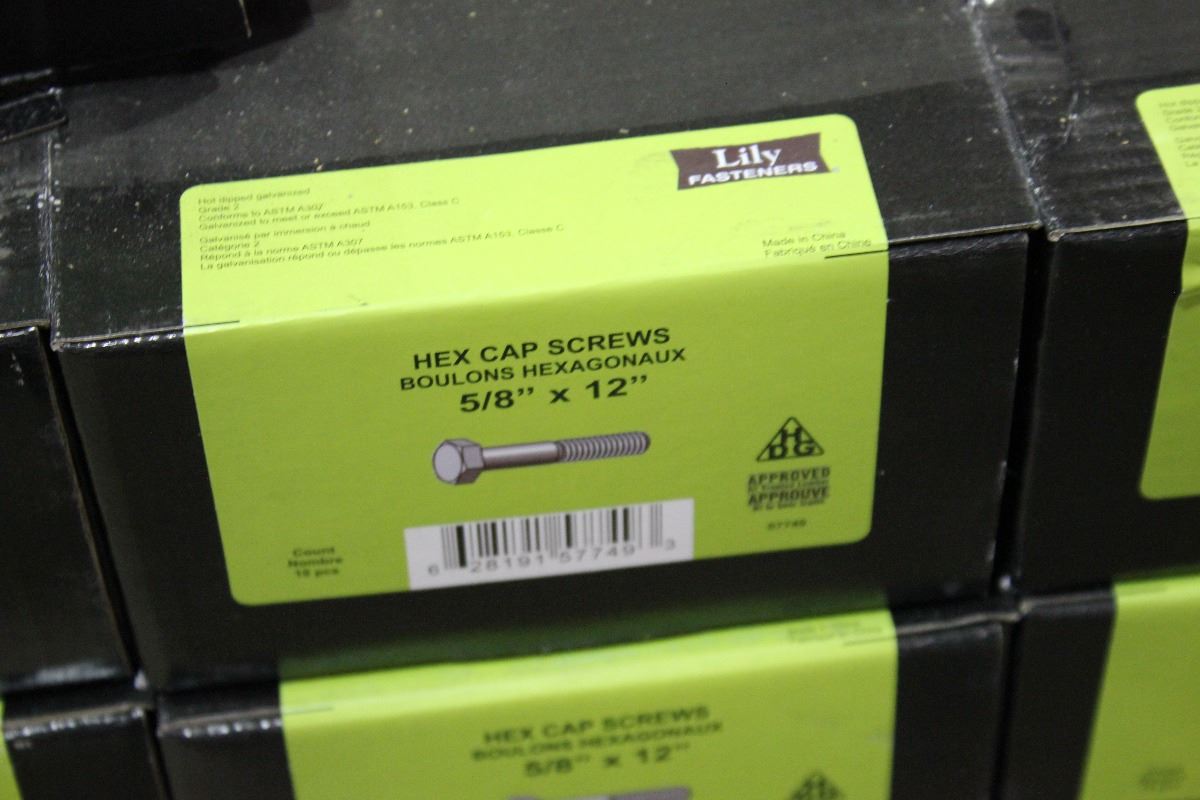 Lily
FASTENERS
Hot dipped galvanized
Grade 2
Conforms to ASTM A307
Galvanized to meet or exceed ASTM A153, Class C
Galvanisé par immersion à chaud
Catégorie 2
Répond à la norme ASTM A307
La galvanisation répond ou dépasse les normes ASTM A153, Classe C
Made in China
Fabriqué en Chine
HEX CAP SCREWS
BOULONS HEXAGONAUX
5/8” x 12”
H
D G
APPROVED
APPROUVÉ
57749
Count
Nombre
10 pcs
6 28191 57749 3
HEX CAP SCREWS
BOULONS HEXAGONAUX
5/8” x 12”